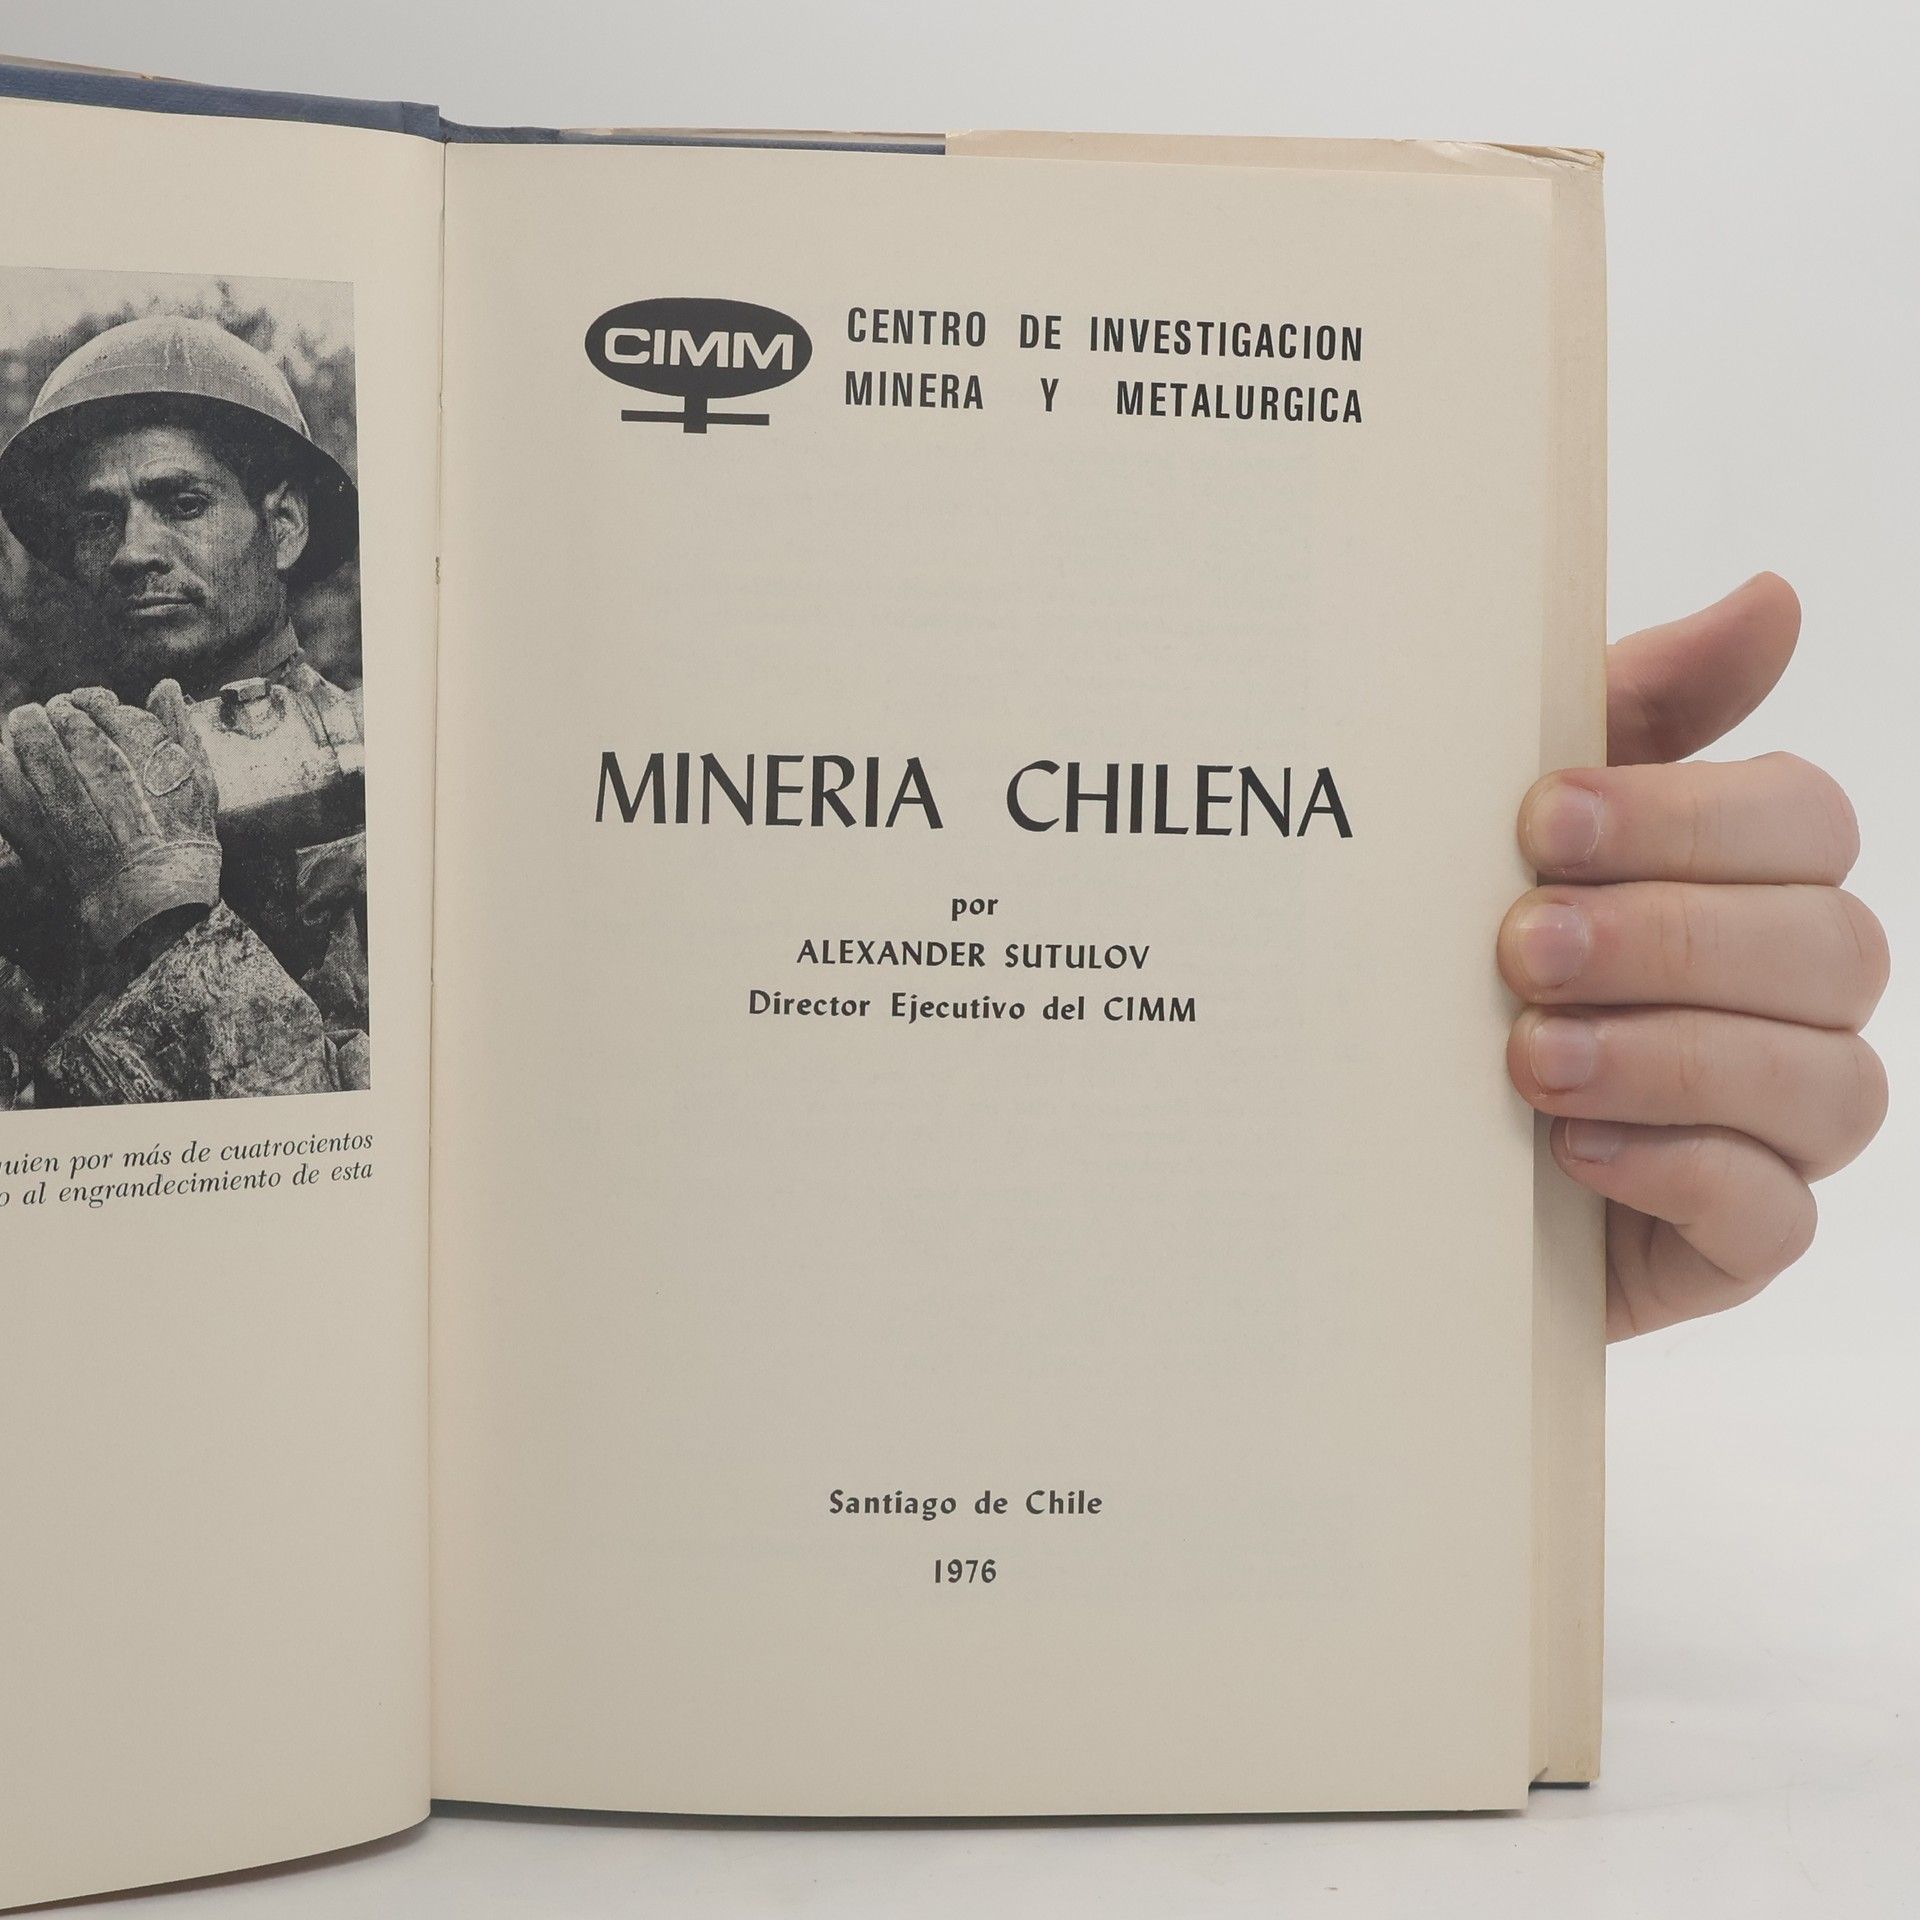 por más de cuatrocientos
al engrandecimiento de esta
CIMM
CENTRO DE INVESTIGACION
MINERA Y METALURGICA
MINERIA CHILENA
por
ALEXANDER SUTULOV
Director Ejecutivo del CIMM
Santiago de Chile
1976